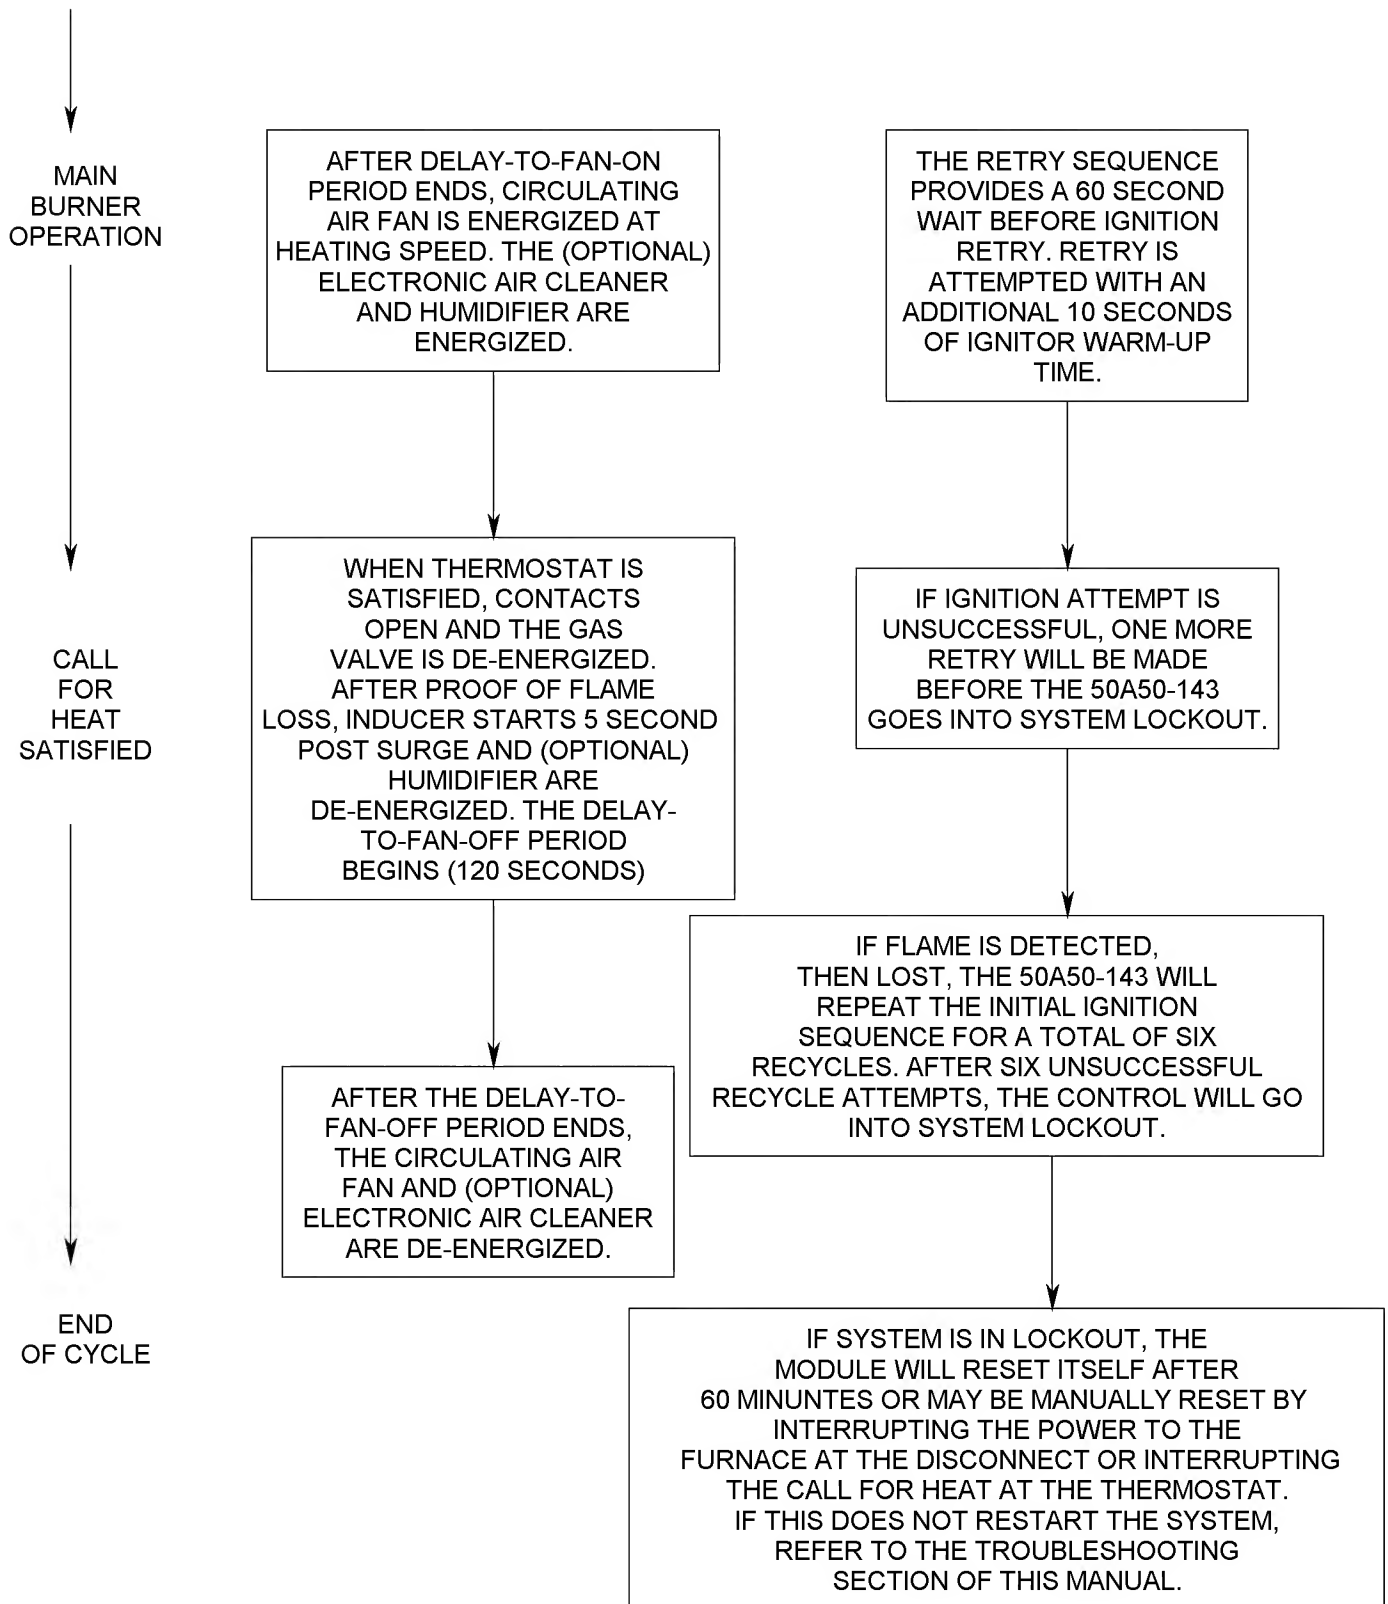 MAIN
BURNER
OPERATION
CALL
FOR
HEAT
SATISFIED
END
OF CYCLE
AFTER DELAY-TO-FAN-ON
PERIOD ENDS, CIRCULATING
AIR FAN IS ENERGIZED AT
HEATING SPEED. THE (OPTIONAL)
ELECTRONIC AIR CLEANER
AND HUMIDIFIER ARE
ENERGIZED.
WHEN THERMOSTAT IS
SATISFIED, CONTACTS
OPEN AND THE GAS
VALVE IS DE-ENERGIZED.
AFTER PROOF OF FLAME
LOSS, INDUCER STARTS 5 SECOND
POST SURGE AND (OPTIONAL)
HUMIDIFIER ARE
DE-ENERGIZED. THE DELAY-
TO-FAN-OFF PERIOD
BEGINS (120 SECONDS)
AFTER THE DELAY-TO-
FAN-OFF PERIOD ENDS,
THE CIRCULATING AIR
FAN AND (OPTIONAL)
ELECTRONIC AIR CLEANER
ARE DE-ENERGIZED.
THE RETRY SEQUENCE
PROVIDES A 60 SECOND
WAIT BEFORE IGNITION
RETRY. RETRY IS
ATTEMPTED WITH AN
ADDITIONAL 10 SECONDS
OF IGNITOR WARM-UP
TIME.
IF IGNITION ATTEMPT IS
UNSUCCESSFUL, ONE MORE
RETRY WILL BE MADE
BEFORE THE 50A50-143
GOES INTO SYSTEM LOCKOUT.
IF FLAME IS DETECTED,
THEN LOST, THE 50A50-143 WILL
REPEAT THE INITIAL IGNITION
SEQUENCE FOR A TOTAL OF SIX
RECYCLES. AFTER SIX UNSUCCESSFUL
RECYCLE ATTEMPTS, THE CONTROL WILL GO
INTO SYSTEM LOCKOUT.
IF SYSTEM IS IN LOCKOUT, THE
MODULE WILL RESET ITSELF AFTER
60 MINUNTES OR MAY BE MANUALLY RESET BY
INTERRUPTING THE POWER TO THE
FURNACE AT THE DISCONNECT OR INTERRUPTING
THE CALL FOR HEAT AT THE THERMOSTAT.
IF THIS DOES NOT RESTART THE SYSTEM,
REFER TO THE TROUBLESHOOTING
SECTION OF THIS MANUAL.